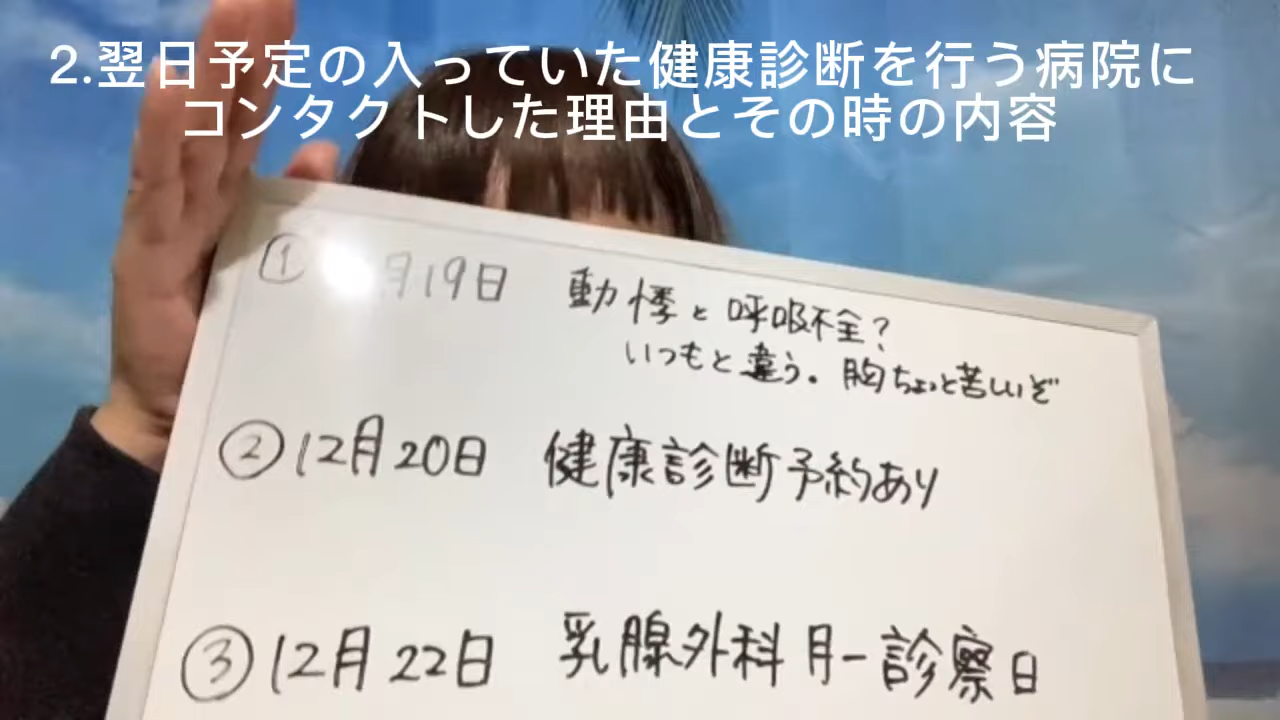 2.翌日予定の入っていた健康診断を行う病院に
コンタクトした理由とその時の内容
① 月19日 動悸と呼吸不全?
いつもと違う。胸ちょっと苦しいぞ
② 12月20日 健康診断予約あり
③ 12月22日 乳腺外科月一診察日